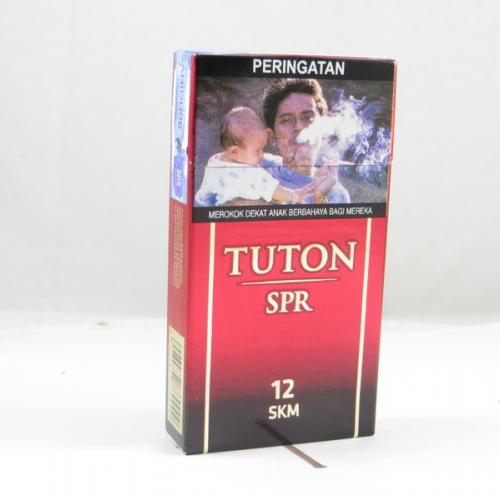 PERINGATAN
MEROKOK DEKAT ANAK BERBAHAYA BAGI MEREKA
TUTON
SPR
12
SKM